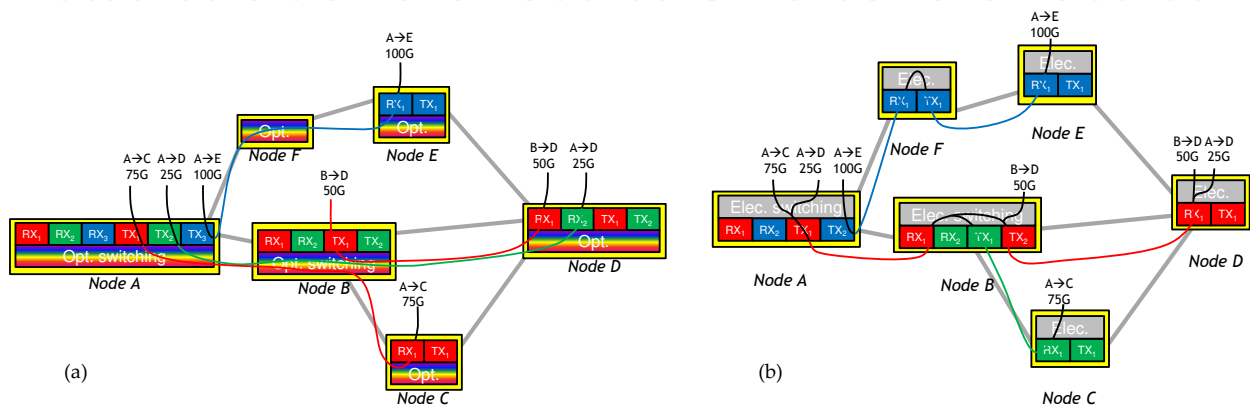 A→E
100G
RX1 TX1
Opt.
Node E
Opt.
Node F
A→C
75G
A→D
25G
A→E
100G
RX1 RX2 RX3 TX1 TX2 TX3
Opt. switching
Node A
B→D
50G
RX1 RX2 TX1 TX2
Opt. switching
Node B
B→D
50G
A→D
25G
RX1 RX2 TX1 TX2
Opt.
Node D
A→C
75G
RX1 TX1
Opt.
Node C
(a)
A→E
100G
Elec.
RX1 TX1
Node E
Elec.
RX1 TX1
Node F
A→C
75G
A→D
25G
A→E
100G
Elec. switching
RX1 RX2 TX1 TX2
Node A
B→D
50G
Elec. switching
RX1 RX2 TX1 TX2
Node B
B→D
50G
A→D
25G
Elec.
RX1 TX1
Node D
A→C
75G
Elec.
RX1 TX1
Node C
(b)